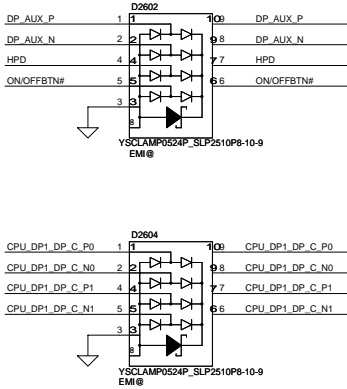 D2602
DP_AUX_P 1 1 10 9 DP_AUX_P
DP_AUX_N 2 2 9 8 DP_AUX_N
HPD 4 4 7 7 HPD
ON/OFFBTN# 5 5 6 6 ON/OFFBTN#
3 3
8
YSCLAMP0524P_SLP2510P8-10-9
EMI@
D2604
CPU_DP1_DP_C_P0 1 1 10 9 CPU_DP1_DP_C_P0
CPU_DP1_DP_C_N0 2 2 9 8 CPU_DP1_DP_C_N0
CPU_DP1_DP_C_P1 4 4 7 7 CPU_DP1_DP_C_P1
CPU_DP1_DP_C_N1 5 5 6 6 CPU_DP1_DP_C_N1
3 3
8
YSCLAMP0524P_SLP2510P8-10-9
EMI@